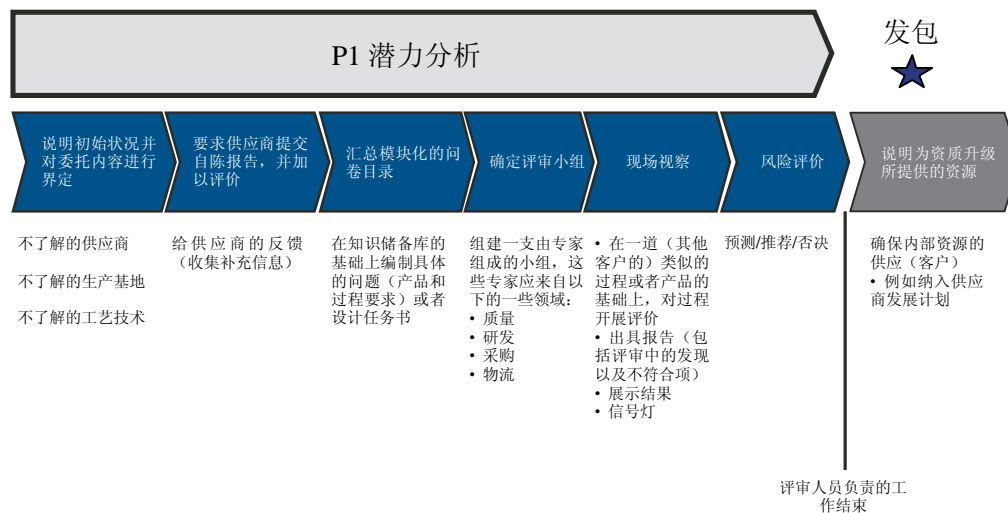 P1 潜力分析
发包
说明初始状况并
对委托内容进行
界定
要求供应商提交
自陈报告，并加
以评价
汇总模块化的问
卷目录
确定评审小组
现场视察
风险评价
说明为资质升级
所提供的资源
不了解的供应商
不了解的生产基地
不了解的工艺技术
给供应商的反馈
（收集补充信息）
在知识储备库的
基础上编制具体
的问题（产品和
过程要求）或者
设计任务书
组建一支由专家
组成的小组，这
些专家应来自以
下的一些领域：
• 质量
• 研发
• 采购
• 物流
• 在一道（其他
客户的）类似的
过程或者产品的
基础上，对过程
开展评价
• 出具报告（包
括评审中的发现
以及不符合项）
• 展示结果
• 信号灯
预测/推荐/否决
确保内部资源的
供应（客户）
• 例如纳入供应
商发展计划
评审人员负责的工
作结束